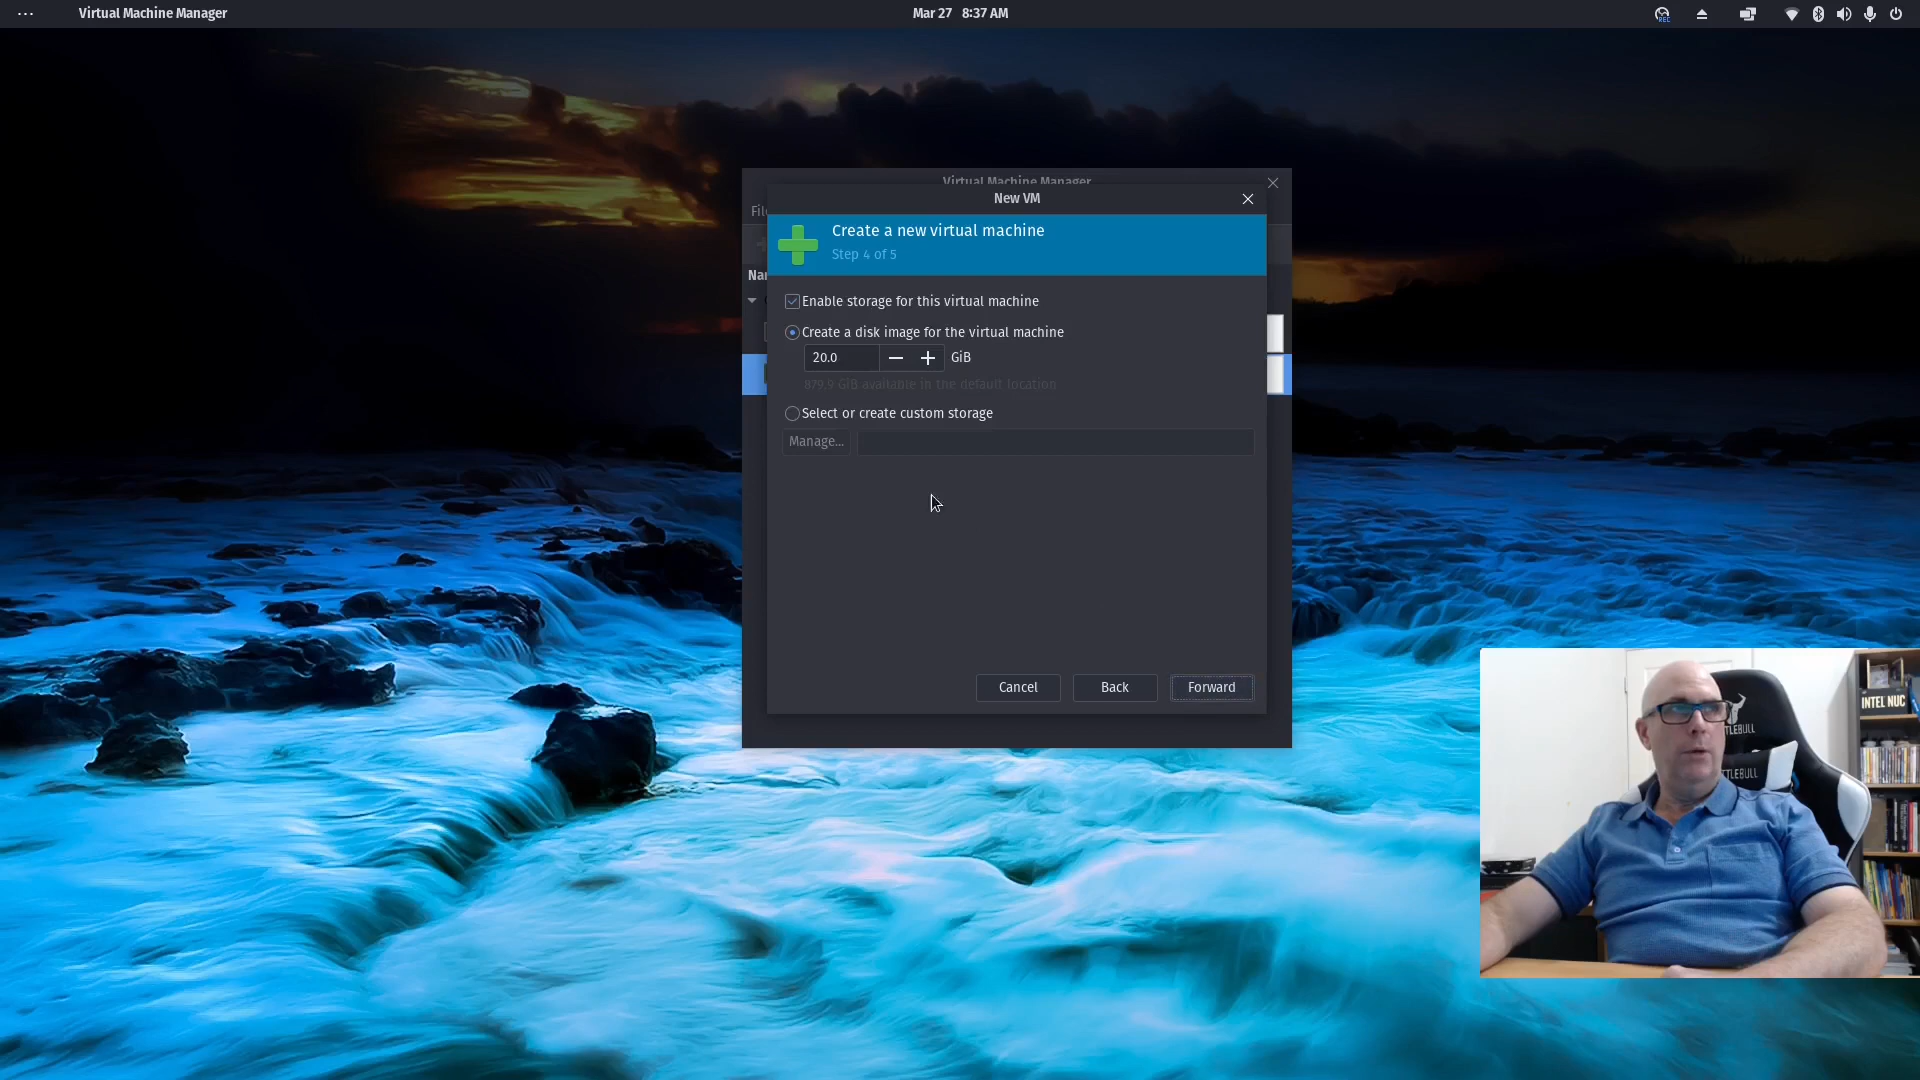 Virtual Machine Manager
Mar 27 8:37 AM
REC
Virtual Machine Manager
New VM
Create a new virtual machine
Step 4 of 5
Enable storage for this virtual machine
Create a disk image for the virtual machine
20.0
GiB
879.9 GiB available in the default location
Select or create custom storage
Manage...
Cancel
Back
Forward
INTEL NUC